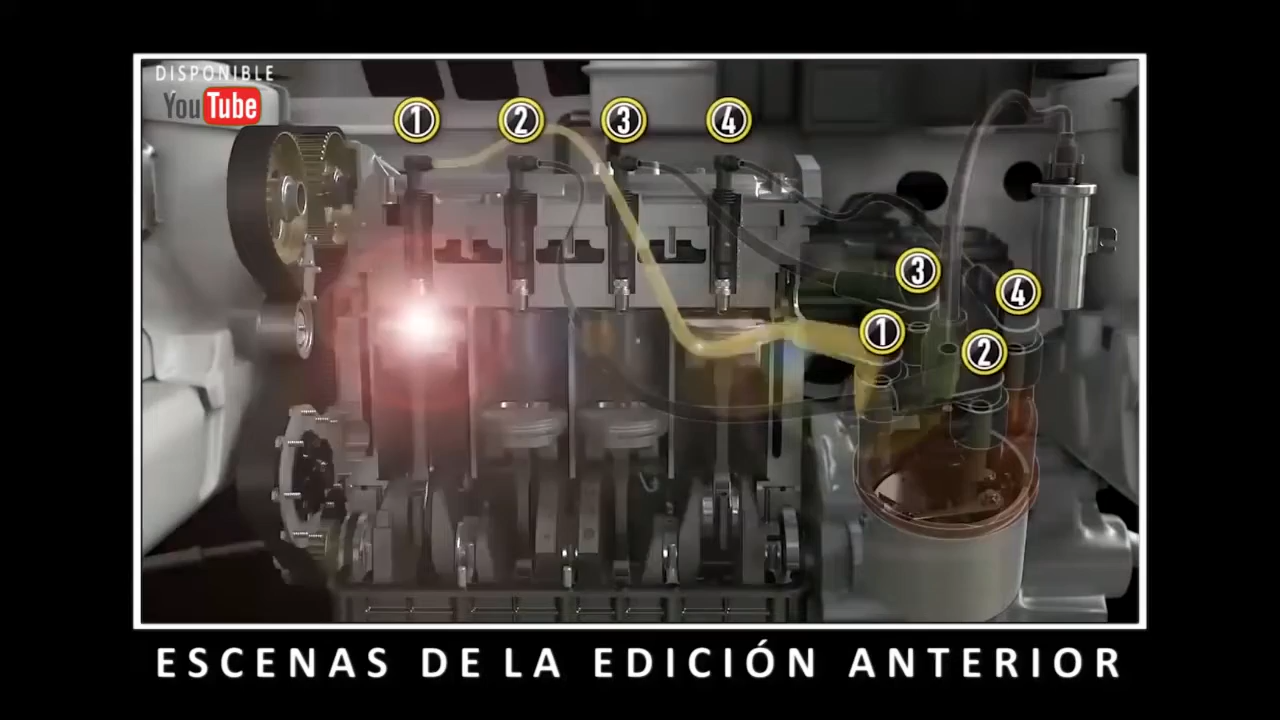 DISPONIBLE
YouTube
1 2 3 4
3
4
1
2
ESCENAS DE LA EDICIÓN ANTERIOR